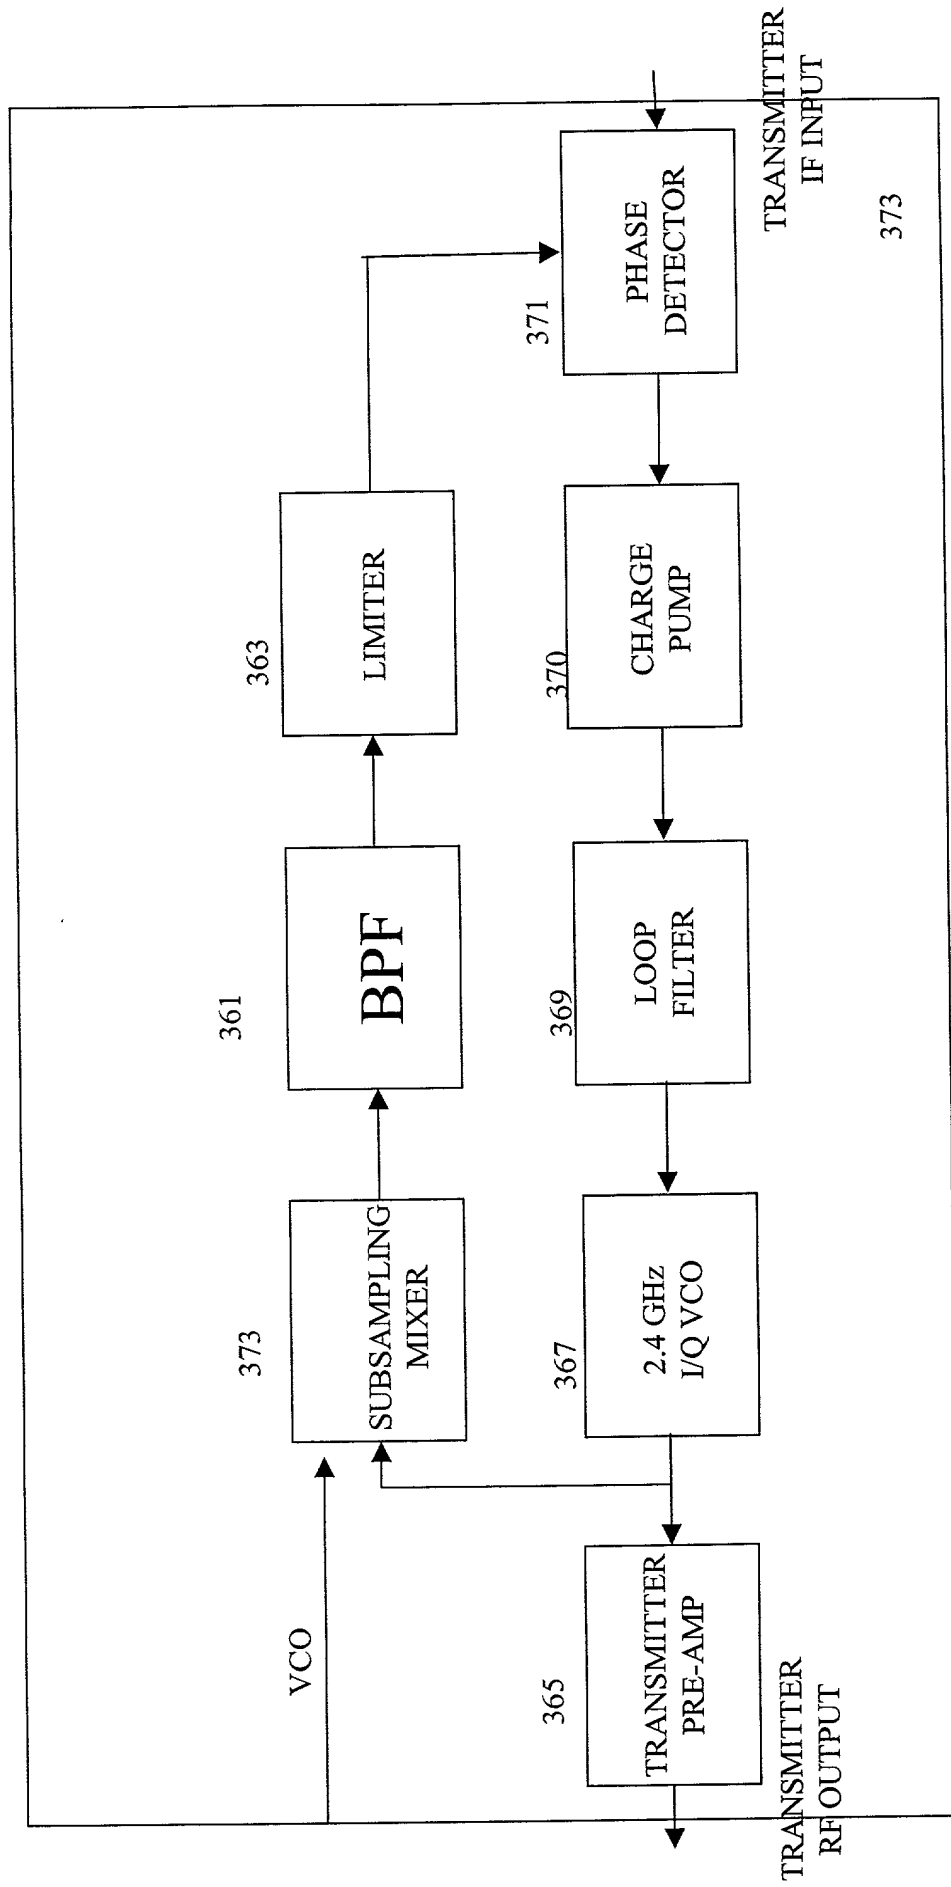 VCO
373
SUBSAMPLING
MIXER
361
BPF
363
LIMITER
365
TRANSMITTER
PRE-AMP
367
2.4 GHz
I/Q VCO
369
LOOP
FILTER
370
CHARGE
PUMP
371
PHASE
DETECTOR
TRANSMITTER
RF OUTPUT
TRANSMITTER
IF INPUT
373